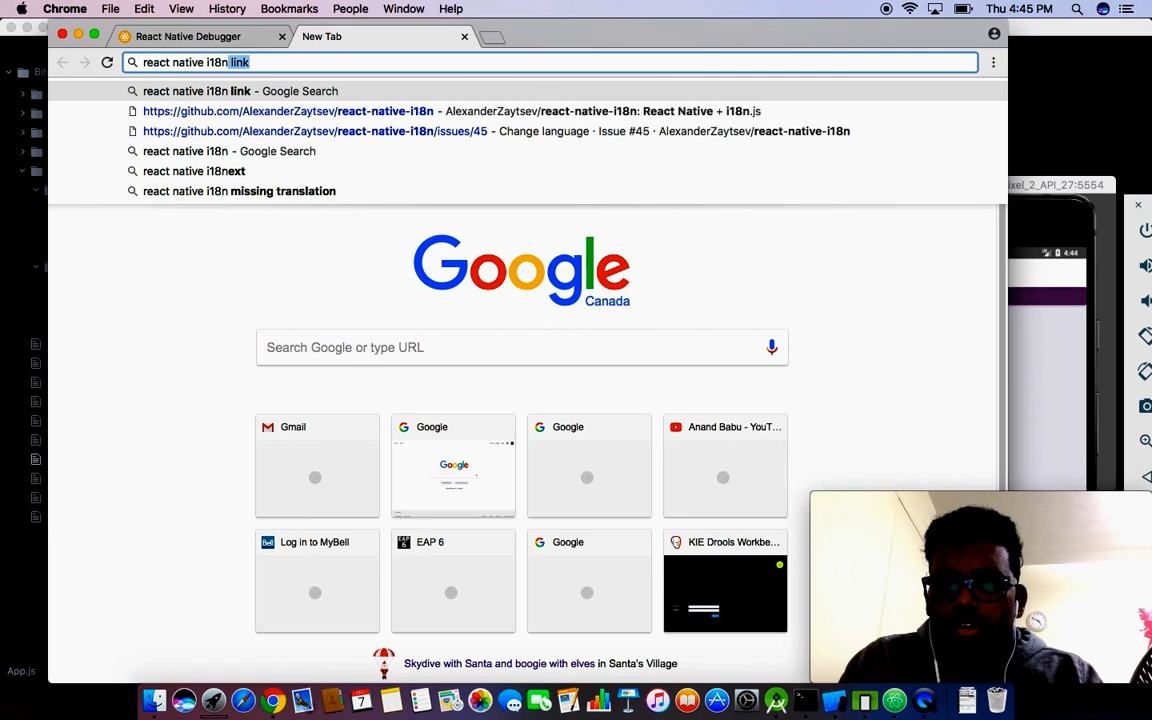 Chrome File Edit View History Bookmarks People Window Help Thu 4:45 PM
React Native Debugger New Tab
react native i18n link
react native i18n link - Google Search
https://github.com/AlexanderZaytsev/react-native-i18n - AlexanderZaytsev/react-native-i18n: React Native + i18n.js
https://github.com/AlexanderZaytsev/react-native-i18n/issues/45 - Change language · Issue #45 · AlexanderZaytsev/react-native-i18n
react native i18n - Google Search
react native i18next
react native i18n missing translation
xel_2_API_27:5554
4:44
Google
Canada
Search Google or type URL
Gmail Google Google Anand Babu - YouT...
Google
Log in to MyBell EAP 6 Google KIE Drools Workbe...
Skydive with Santa and boogie with elves in Santa's Village
App.js